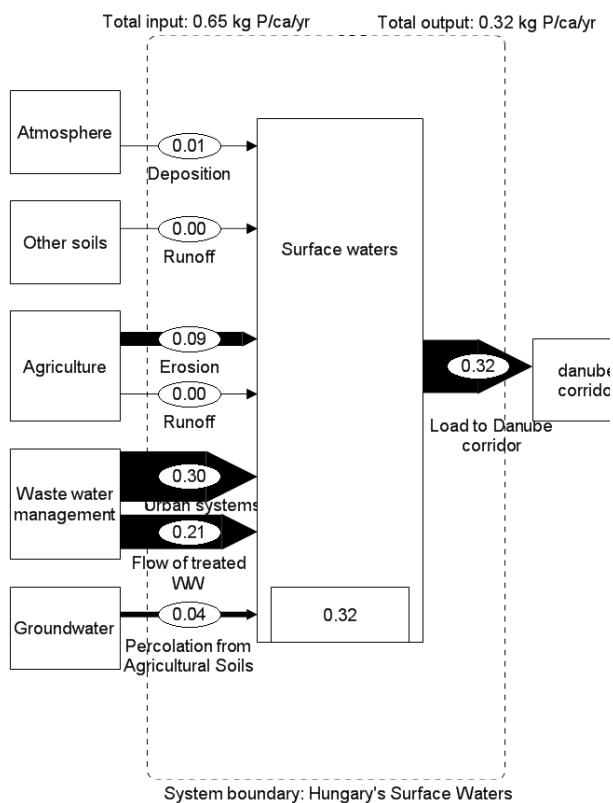 Total input: 0.65 kg P/ca/yr
Total output: 0.32 kg P/ca/yr
Atmosphere
0.01
Deposition
Other soils
0.00
Runoff
Surface waters
Agriculture
0.09
Erosion
0.00
Runoff
0.32
Load to Danube
corridor
danube
corrido
Waste water
management
0.30
Urban systems
0.21
Flow of treated
WW
Groundwater
0.04
Percolation from
Agricultural Soils
0.32
System boundary: Hungary's Surface Waters